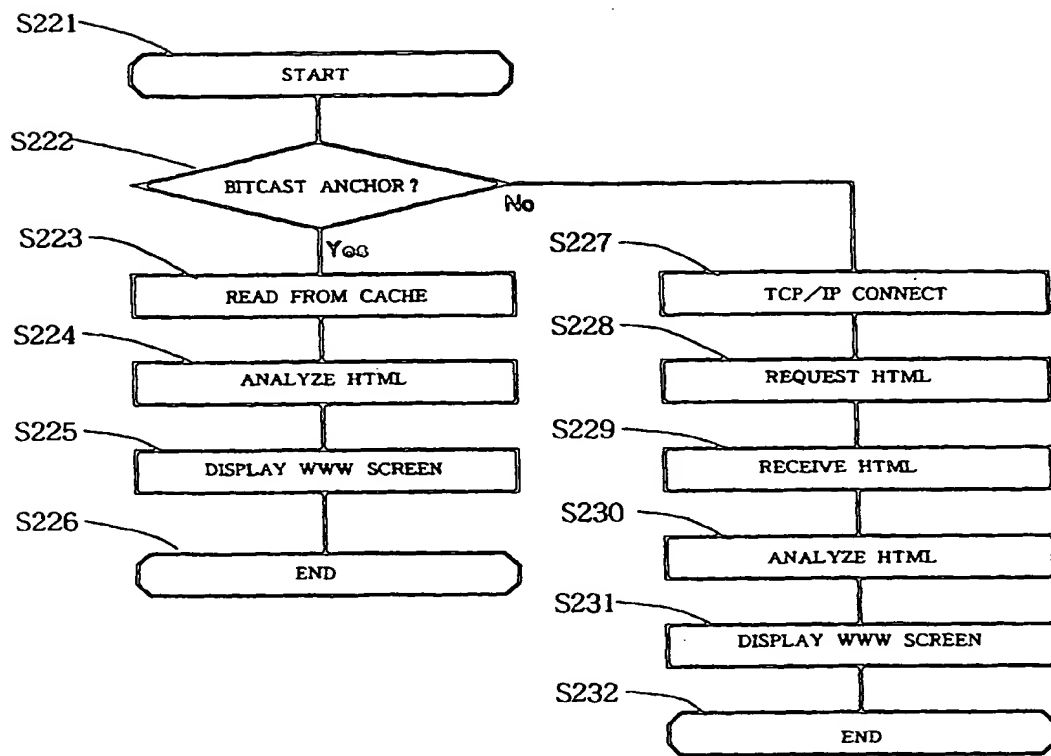 S221
START
S222
BITCAST ANCHOR?
No
Yes
S223
READ FROM CACHE
S224
ANALYZE HTML
S225
DISPLAY WWW SCREEN
S226
END
S227
TCP/IP CONNECT
S228
REQUEST HTML
S229
RECEIVE HTML
S230
ANALYZE HTML
S231
DISPLAY WWW SCREEN
S232
END